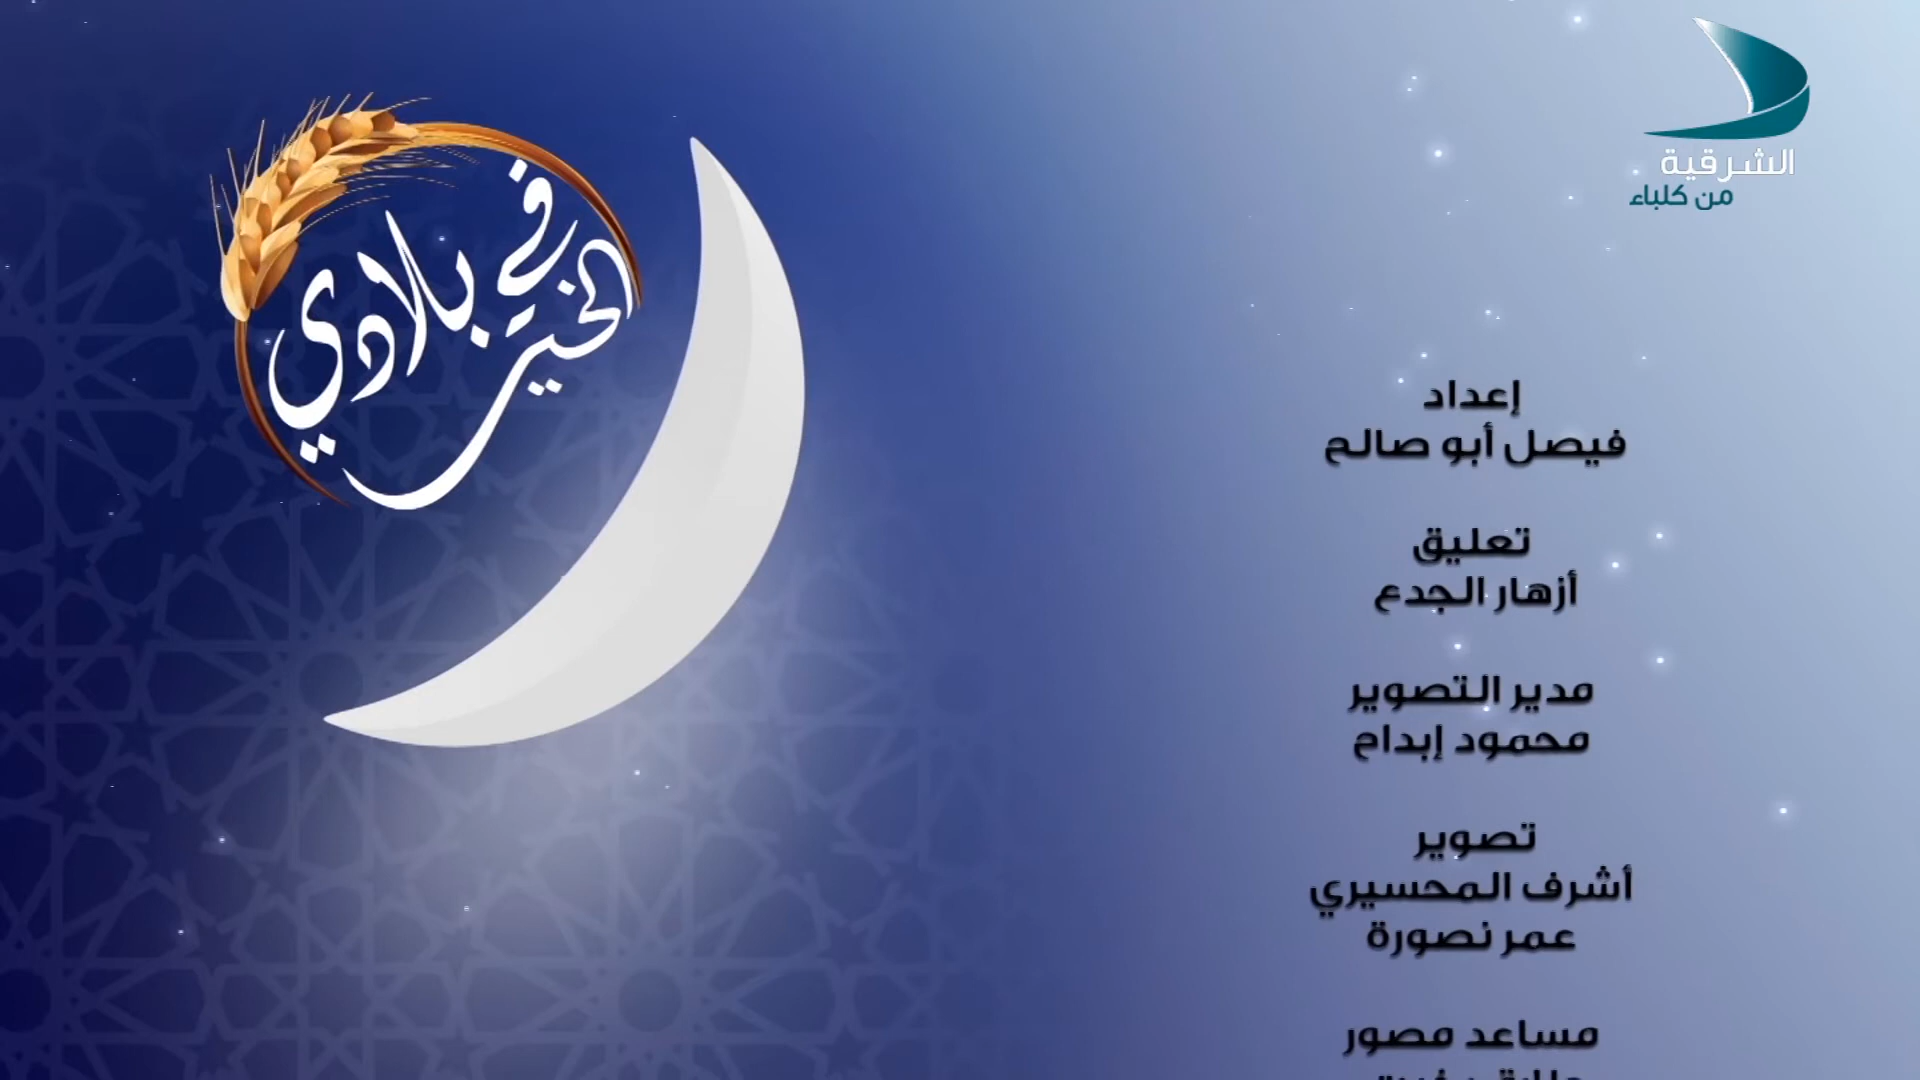 الشرقية
من كلباء
الخير
في بلادي
إعداد
فيصل أبو صالح
تعليق
أزهار الجدع
مدير التصوير
محمود إبداح
تصوير
أشرف المحسيري
عمر نصورة
مساعد مصور